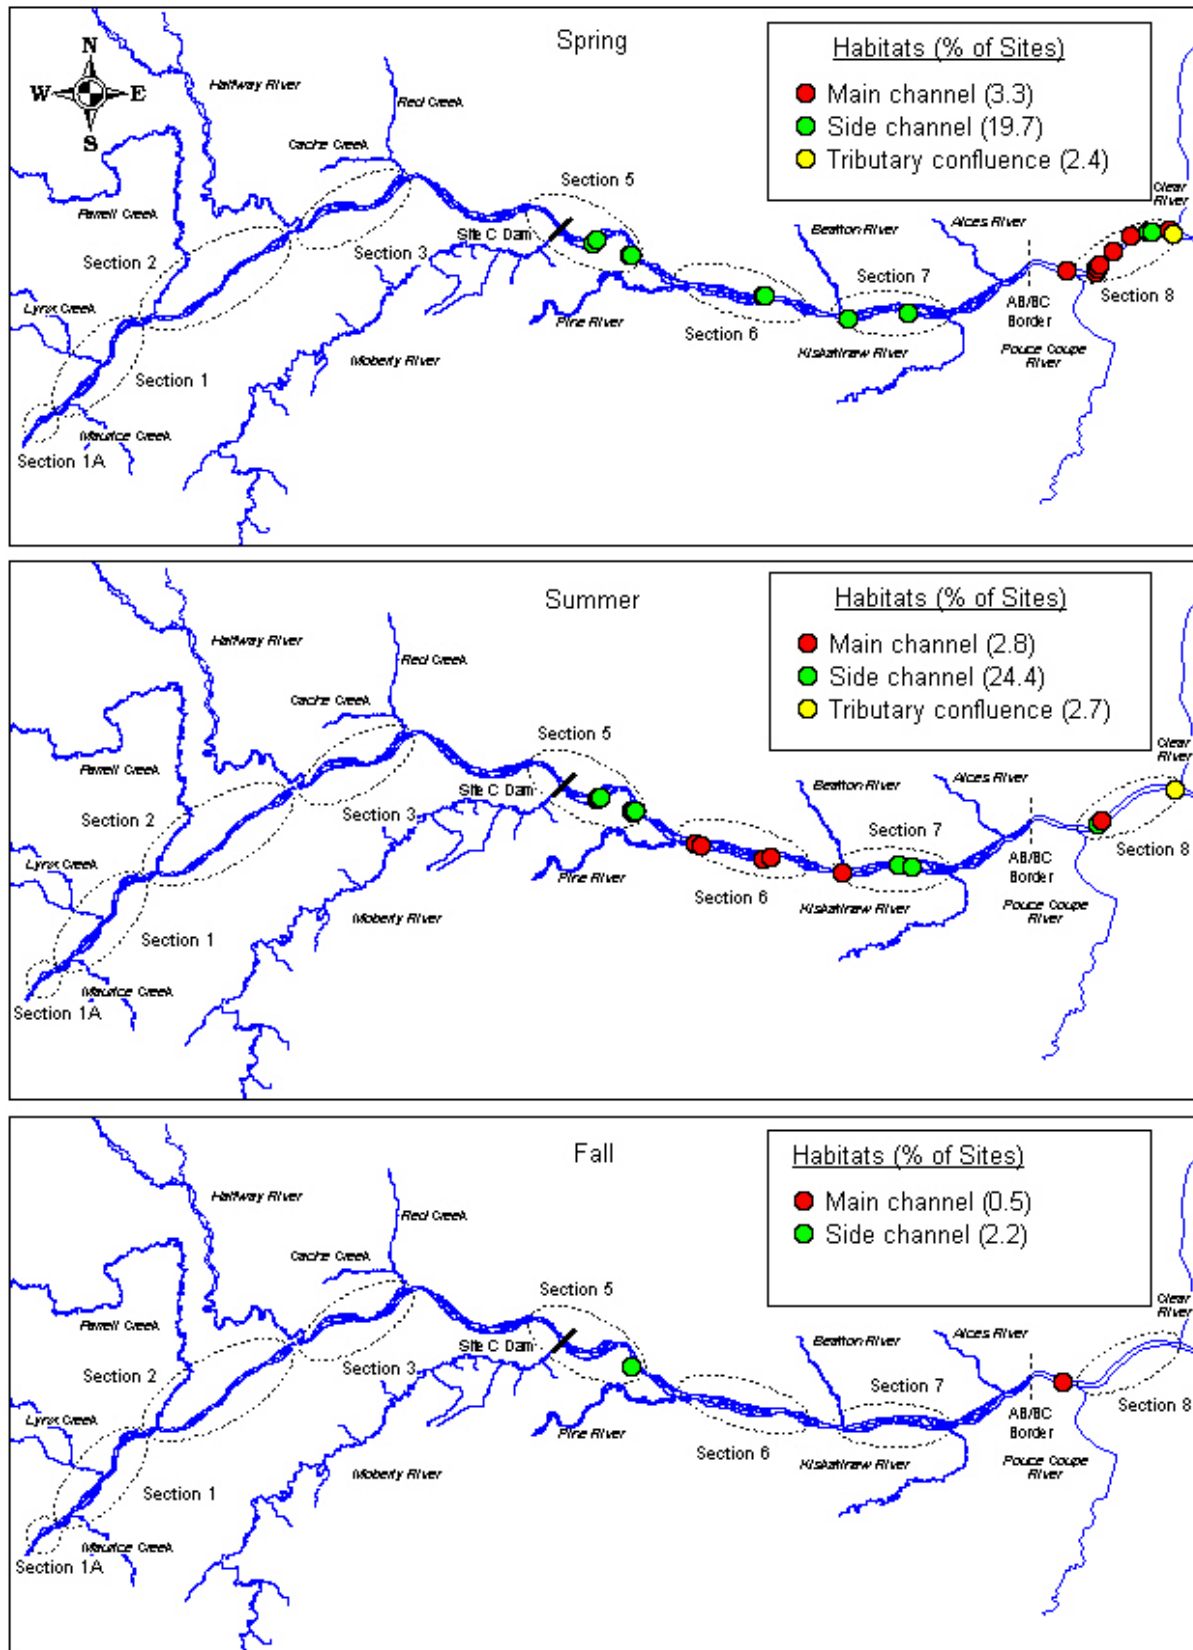 Spring
Habitats (% of Sites)
Main channel (3.3)
Side channel (19.7)
Tributary confluence (2.4)
N
W E
S
Halfway River
Red Creek
Cache Creek
Farrell Creek
Section 5
Site C Dam
Section 3
Section 2
Lynx Creek
Section 1
Maurice Creek
Section 1A
Moberly River
Pine River
Section 6
Beatton River
Section 7
Kiskatinaw River
Alces River
AB/BC
Border
Pouce Coupe
River
Section 8
Clear
River
Summer
Habitats (% of Sites)
Main channel (2.8)
Side channel (24.4)
Tributary confluence (2.7)
Halfway River
Red Creek
Cache Creek
Farrell Creek
Section 5
Site C Dam
Section 3
Section 2
Lynx Creek
Section 1
Maurice Creek
Section 1A
Moberly River
Pine River
Section 6
Beatton River
Section 7
Kiskatinaw River
Alces River
AB/BC
Border
Pouce Coupe
River
Section 8
Clear
River
Fall
Habitats (% of Sites)
Main channel (0.5)
Side channel (2.2)
Halfway River
Red Creek
Cache Creek
Farrell Creek
Section 5
Site C Dam
Section 3
Section 2
Lynx Creek
Section 1
Maurice Creek
Section 1A
Moberly River
Pine River
Section 6
Beatton River
Section 7
Kiskatinaw River
Alces River
AB/BC
Border
Pouce Coupe
River
Section 8
Clear
River